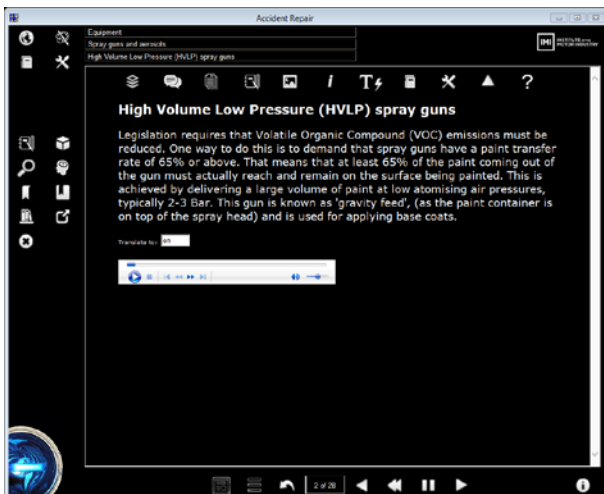 Accident Repair
Equipment
Spray guns and aerosols
High Volume Low Pressure (HVLP) spray guns
IMI INSTITUTE OF THE
MOTOR INDUSTRY
i T ?
High Volume Low Pressure (HVLP) spray guns
Legislation requires that Volatile Organic Compound (VOC) emissions must be
reduced. One way to do this is to demand that spray guns have a paint transfer
rate of 65% or above. That means that at least 65% of the paint coming out of
the gun must actually reach and remain on the surface being painted. This is
achieved by delivering a large volume of paint at low atomising air pressures,
typically 2-3 Bar. This gun is known as 'gravity feed', (as the paint container is
on top of the spray head) and is used for applying base coats.
Translate to: en
2 of 28